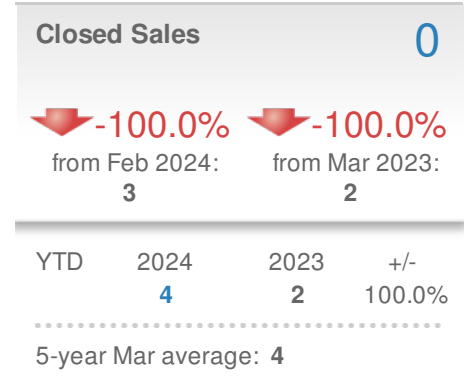 Closed Sales 0
-100.0% -100.0%
from Feb 2024: from Mar 2023:
3 2
YTD 2024 2023 +/-
4 2 100.0%
5-year Mar average: 4